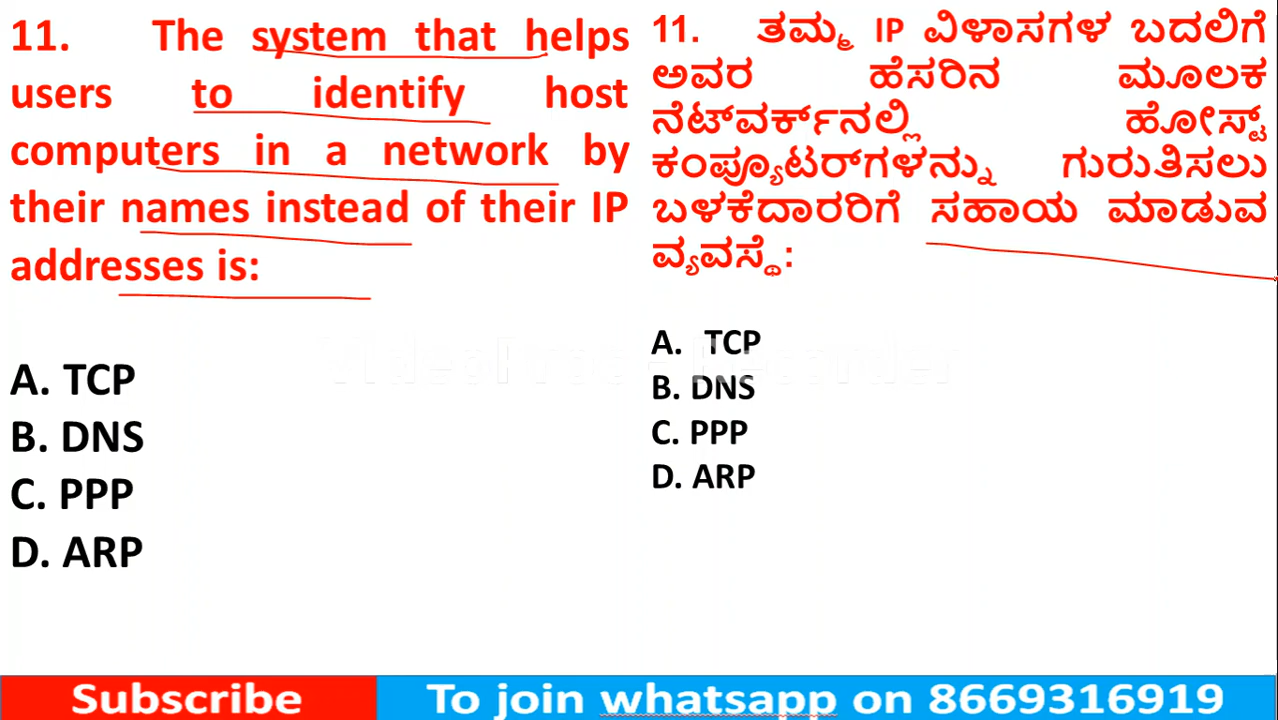 11. The system that helps
users to identify host
computers in a network by
their names instead of their IP
addresses is:
A. TCP
B. DNS
C. PPP
D. ARP
11. ತಮ್ಮ IP ವಿಳಾಸಗಳ ಬದಲಿಗೆ
ಅವರ ಹೆಸರಿನ ಮೂಲಕ
ನೆಟ್‌ವರ್ಕ್‌ನಲ್ಲಿ ಹೋಸ್ಟ್
ಕಂಪ್ಯೂಟರ್‌ಗಳನ್ನು ಗುರುತಿಸಲು
ಬಳಕೆದಾರರಿಗೆ ಸಹಾಯ ಮಾಡುವ
ವ್ಯವಸ್ಥೆ:
A. TCP
B. DNS
C. PPP
D. ARP
VideoProc Recorder
Subscribe
To join whatsapp on 8669316919